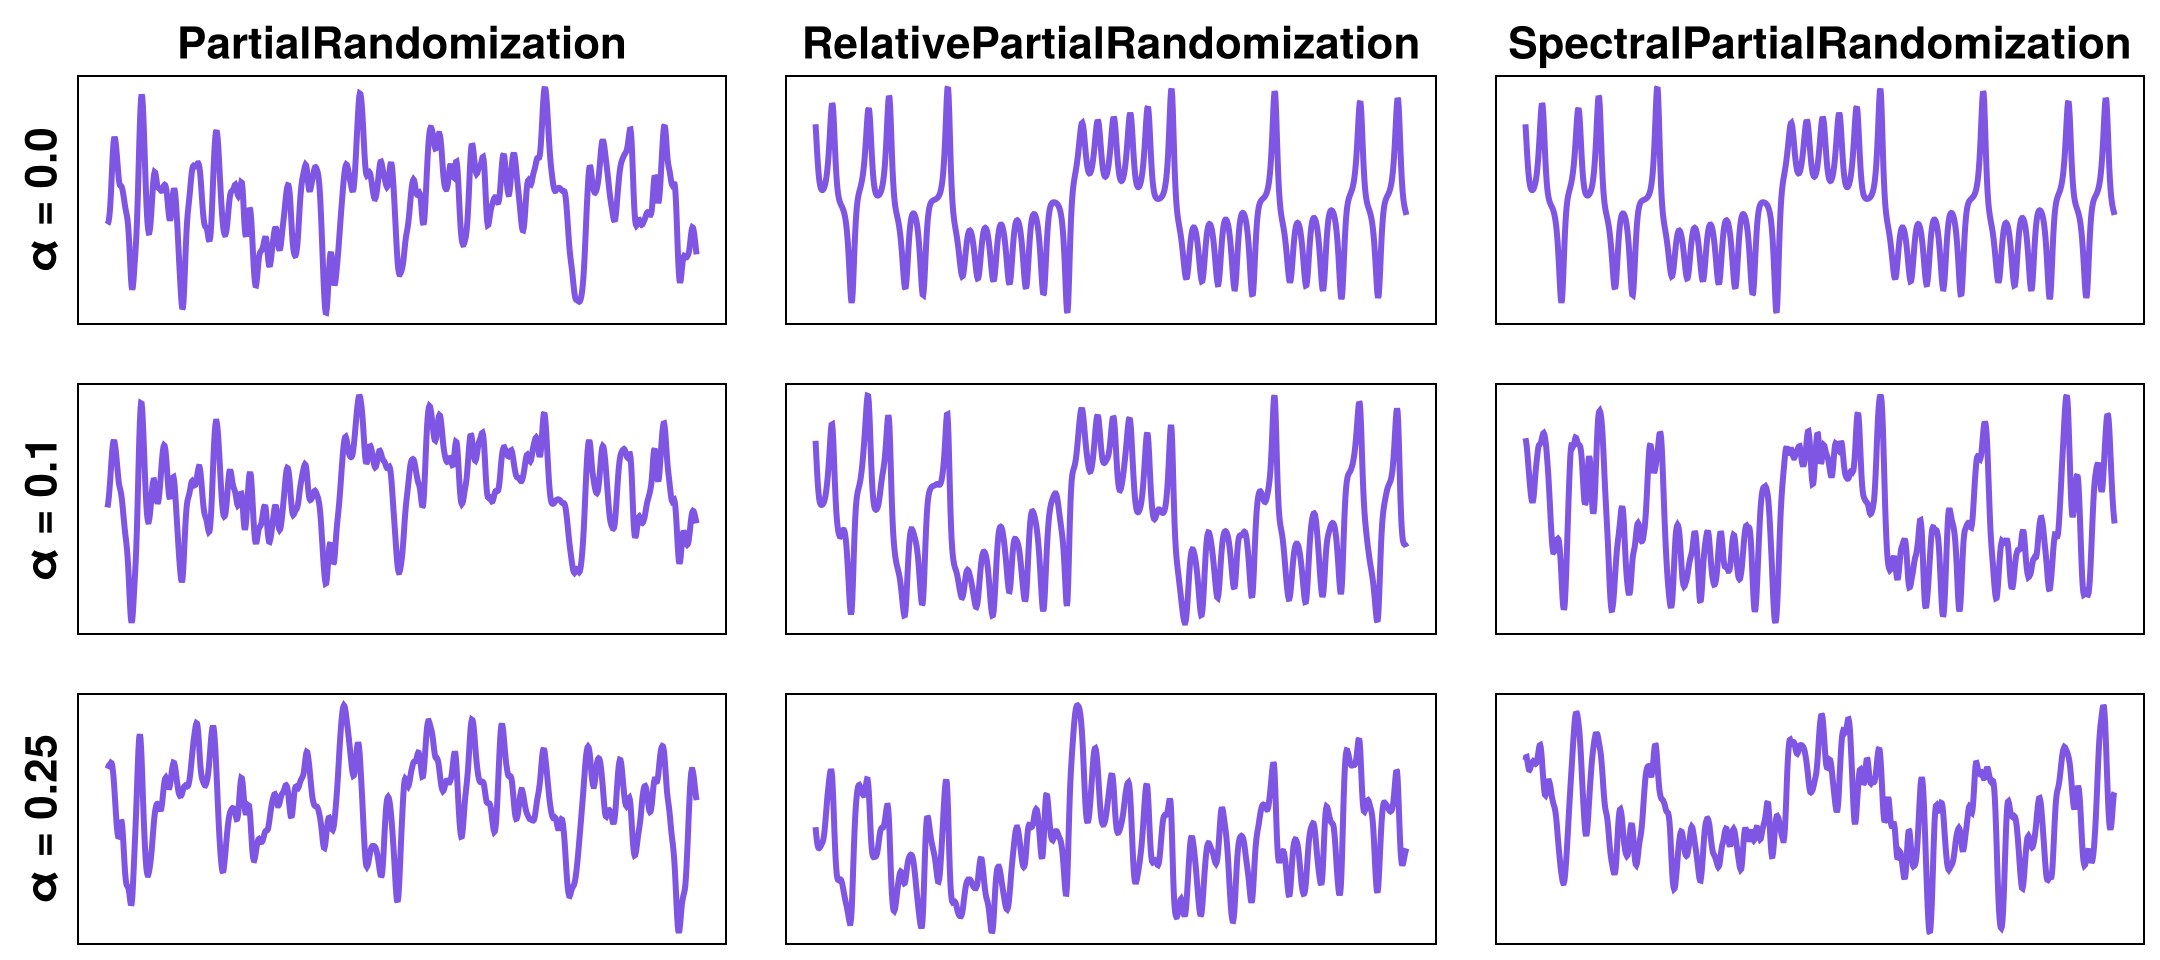 PartialRandomization
RelativePartialRandomization
SpectralPartialRandomization
α = 0.0
α = 0.1
α = 0.25